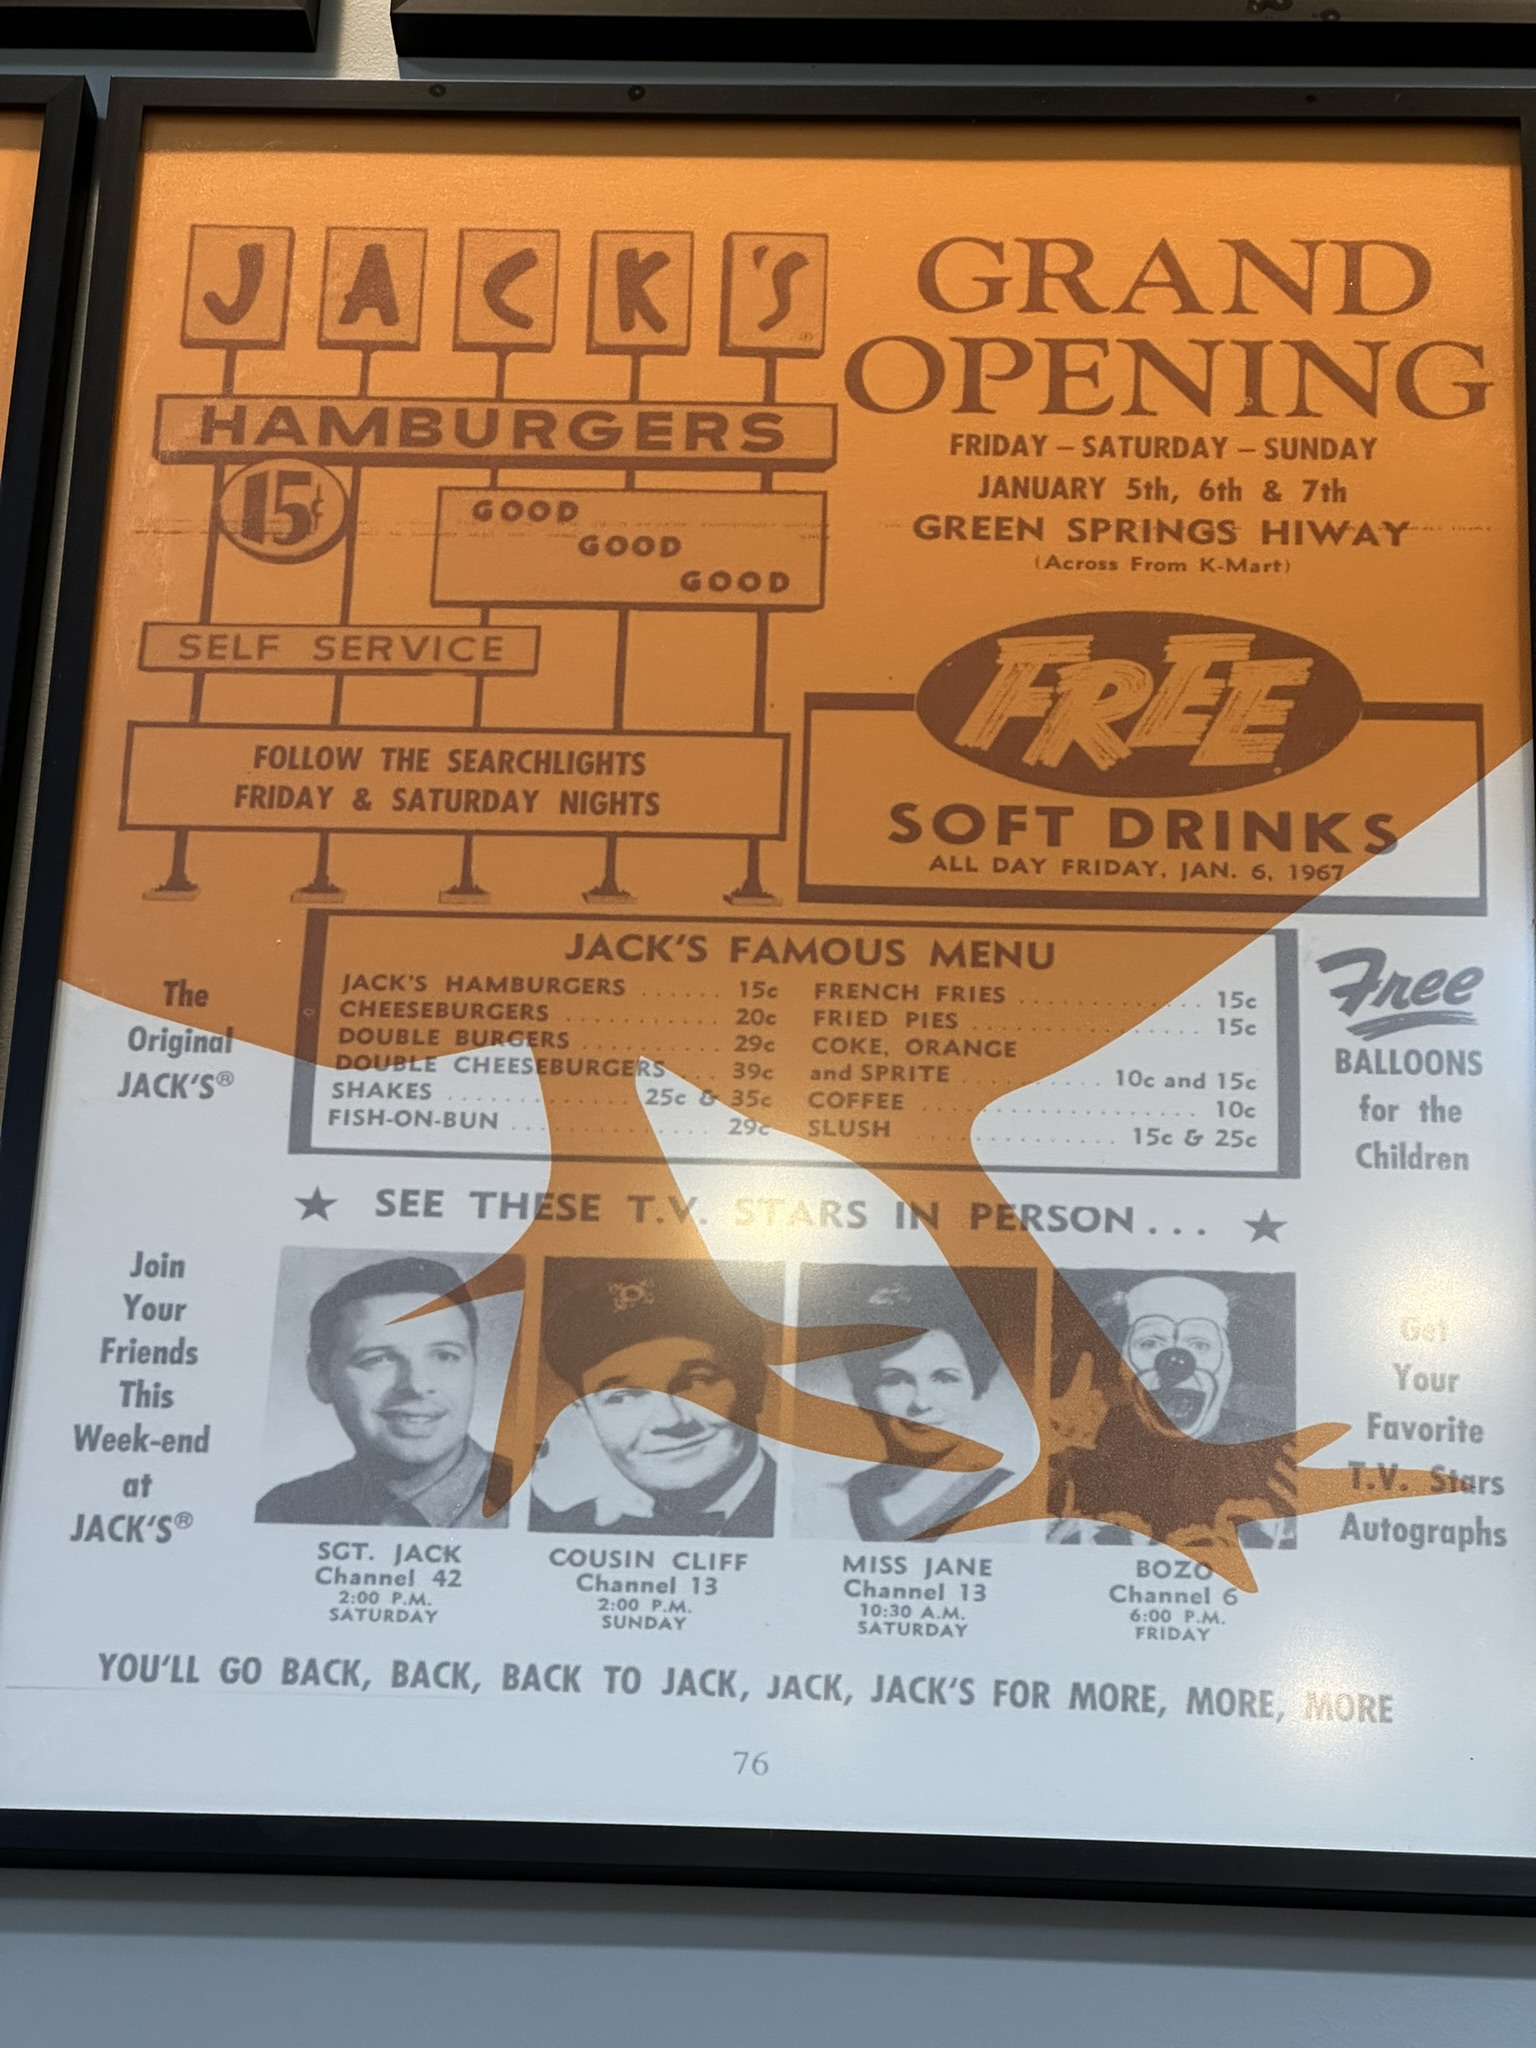 JACK'S
HAMBURGERS
15¢
GOOD
GOOD
GOOD
SELF SERVICE
FOLLOW THE SEARCHLIGHTS
FRIDAY & SATURDAY NIGHTS
GRAND
OPENING
FRIDAY – SATURDAY – SUNDAY
JANUARY 5th, 6th & 7th
GREEN SPRINGS HIWAY
(Across From K-Mart)
FREE
SOFT DRINKS
ALL DAY FRIDAY, JAN. 6, 1967
The
Original
JACK'S®
JACK'S FAMOUS MENU
JACK'S HAMBURGERS ...... 15c
CHEESEBURGERS .......... 20c
DOUBLE BURGERS ......... 29c
DOUBLE CHEESEBURGERS ... 39c
SHAKES ............ 25c & 35c
FISH-ON-BUN ............ 29c
FRENCH FRIES ............ 15c
FRIED PIES ............... 15c
COKE, ORANGE
and SPRITE .......... 10c and 15c
COFFEE .................. 10c
SLUSH ............. 15c & 25c
Free
BALLOONS
for the
Children
★ SEE THESE T.V. STARS IN PERSON... ★
Join
Your
Friends
This
Week-end
at
JACK'S®
SGT. JACK
Channel 42
2:00 P.M.
SATURDAY
COUSIN CLIFF
Channel 13
2:00 P.M.
SUNDAY
MISS JANE
Channel 13
10:30 A.M.
SATURDAY
BOZO
Channel 6
6:00 P.M.
FRIDAY
Get
Your
Favorite
T.V. Stars
Autographs
YOU'LL GO BACK, BACK, BACK TO JACK, JACK, JACK'S FOR MORE, MORE, MORE
76